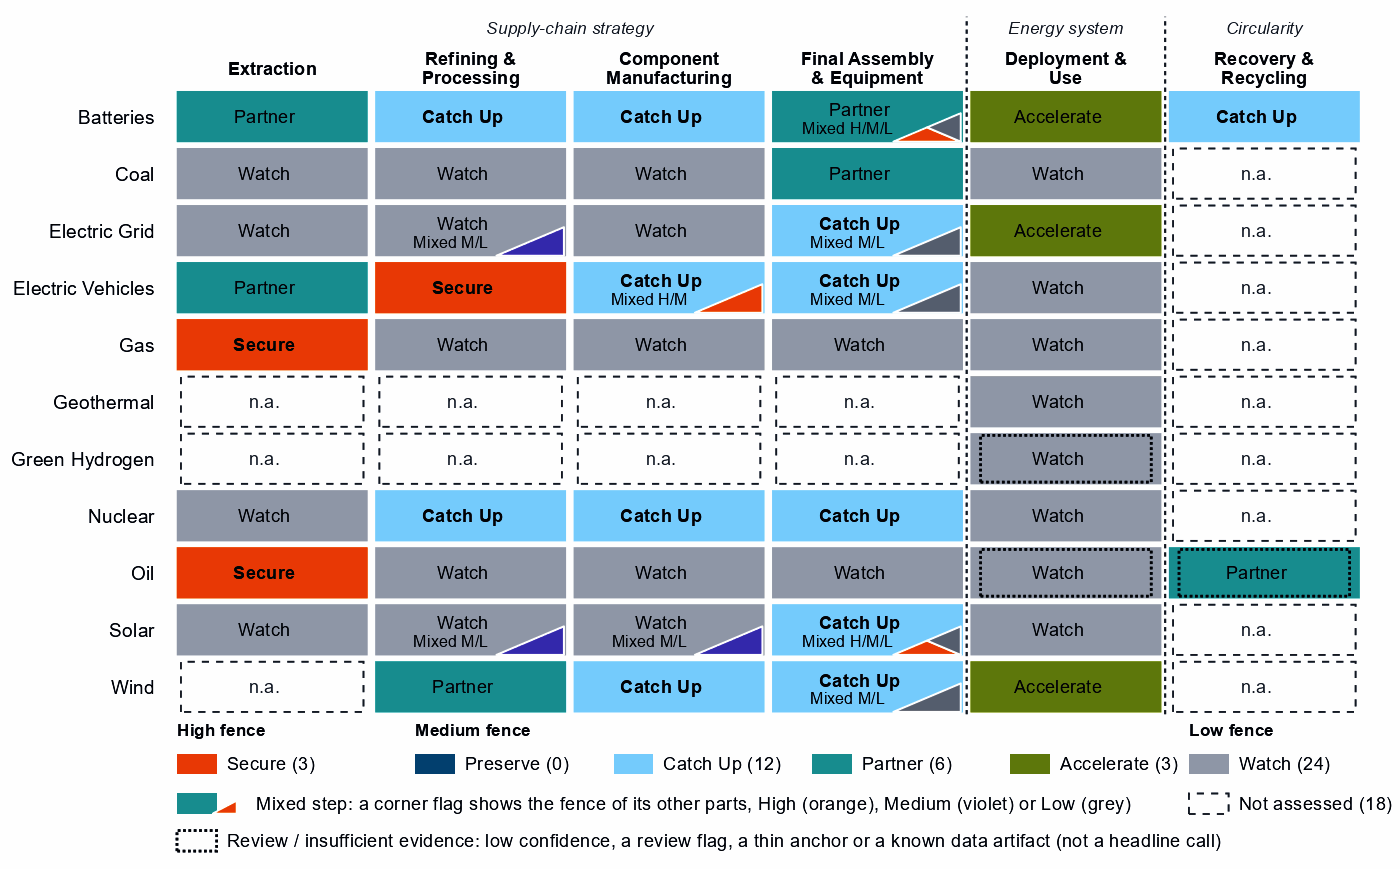 Supply-chain strategy
Energy system
Circularity
Extraction
Refining &
Processing
Component
Manufacturing
Final Assembly
& Equipment
Deployment &
Use
Recovery &
Recycling
Batteries
Partner
Catch Up
Catch Up
Partner
Mixed H/M/L
Accelerate
Catch Up
Coal
Watch
Watch
Watch
Partner
Watch
n.a.
Electric Grid
Watch
Watch
Mixed M/L
Watch
Catch Up
Mixed M/L
Accelerate
n.a.
Electric Vehicles
Partner
Secure
Catch Up
Mixed H/M
Catch Up
Mixed M/L
Watch
n.a.
Gas
Secure
Watch
Watch
Watch
Watch
n.a.
Geothermal
n.a.
n.a.
n.a.
n.a.
Watch
n.a.
Green Hydrogen
n.a.
n.a.
n.a.
n.a.
Watch
n.a.
Nuclear
Watch
Catch Up
Catch Up
Catch Up
Watch
n.a.
Oil
Secure
Watch
Watch
Watch
Watch
Partner
Solar
Watch
Watch
Mixed M/L
Watch
Mixed M/L
Catch Up
Mixed H/M/L
Watch
n.a.
Wind
n.a.
Partner
Catch Up
Catch Up
Mixed M/L
Accelerate
n.a.
High fence
Medium fence
Low fence
Secure (3)
Preserve (0)
Catch Up (12)
Partner (6)
Accelerate (3)
Watch (24)
Mixed step: a corner flag shows the fence of its other parts, High (orange), Medium (violet) or Low (grey)
Not assessed (18)
Review / insufficient evidence: low confidence, a review flag, a thin anchor or a known data artifact (not a headline call)